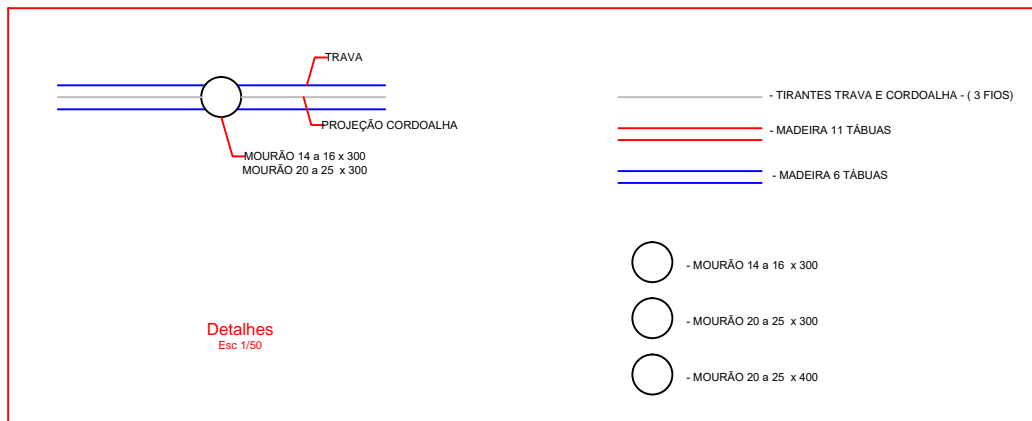 TRAVA
PROJEÇÃO CORDOALHA
MOURÃO 14 a 16 x 300
MOURÃO 20 a 25 x 300
Detalhes
Esc 1/50
- TIRANTES TRAVA E CORDOALHA - ( 3 FIOS)
- MADEIRA 11 TÁBUAS
- MADEIRA 6 TÁBUAS
- MOURÃO 14 a 16 x 300
- MOURÃO 20 a 25 x 300
- MOURÃO 20 a 25 x 400